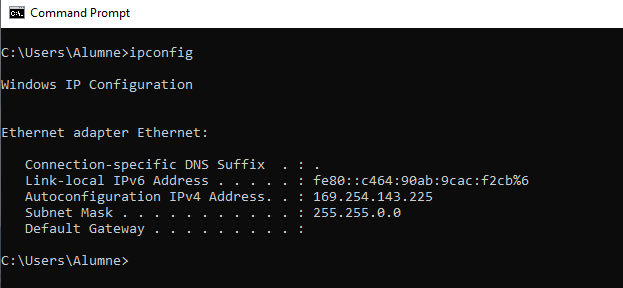 Command Prompt
C:\Users\Alumne>ipconfig
Windows IP Configuration
Ethernet adapter Ethernet:
   Connection-specific DNS Suffix  . : .
   Link-local IPv6 Address . . . . . : fe80::c464:90ab:9cac:f2cb%6
   Autoconfiguration IPv4 Address. . : 169.254.143.225
   Subnet Mask . . . . . . . . . . . : 255.255.0.0
   Default Gateway . . . . . . . . . :
C:\Users\Alumne>